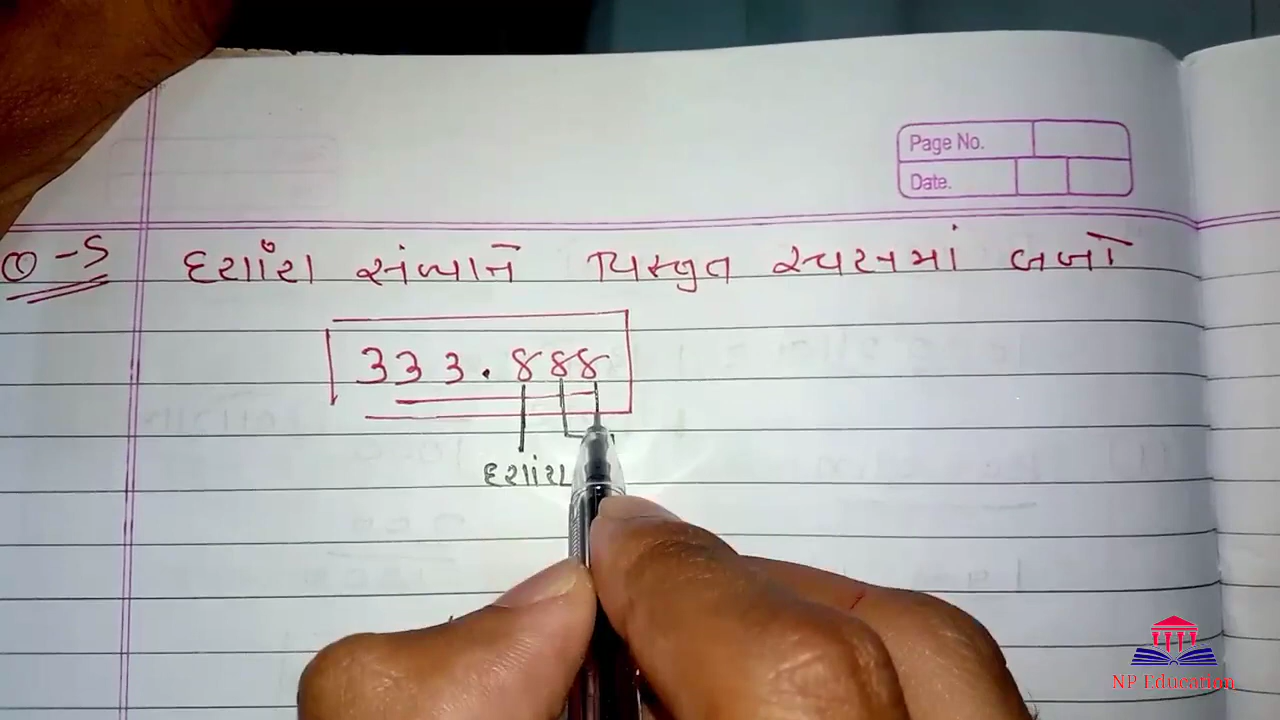 Page No.
Date.
Q-5 દશાંશ સંખ્યાને વિસ્તૃત સ્વરૂપમાં લખો
333.888
દશાંશ
NP Education